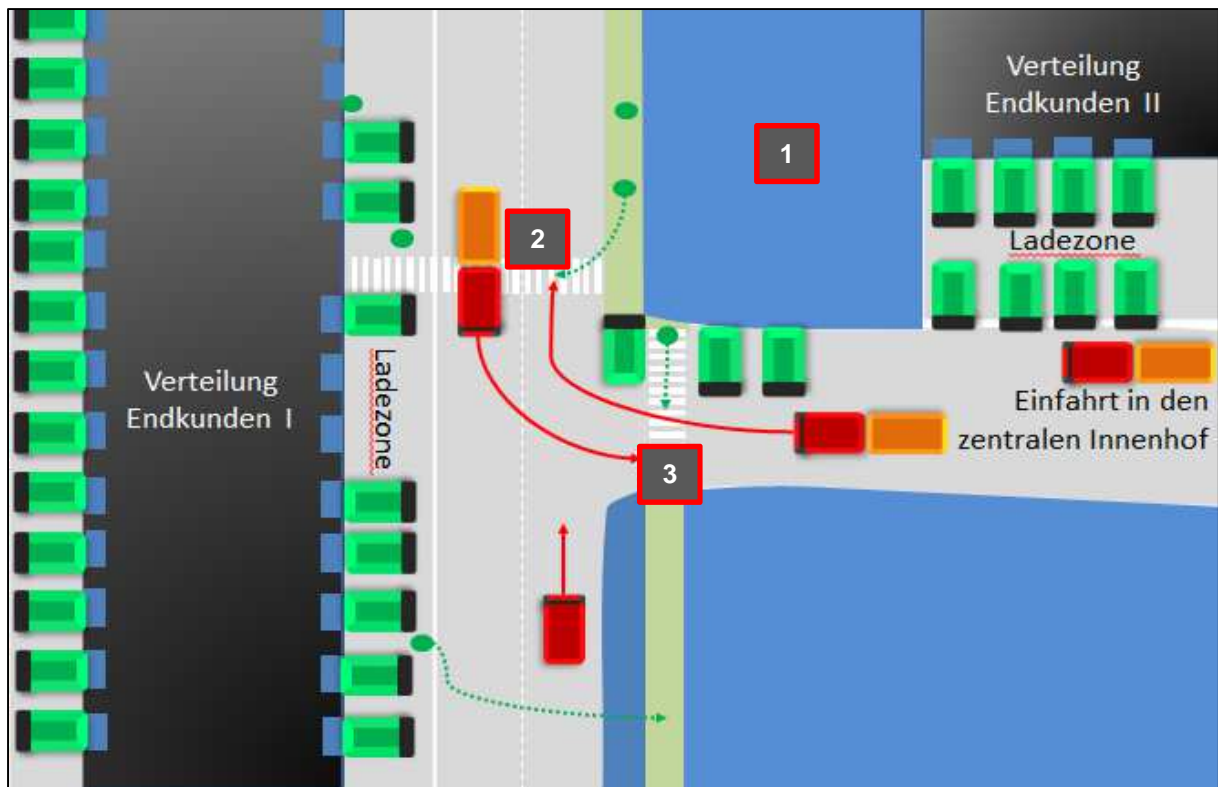 Verteilung
Endkunden II
1
2
Ladezone
Verteilung
Endkunden I
Ladezone
Einfahrt in den
zentralen Innenhof
3